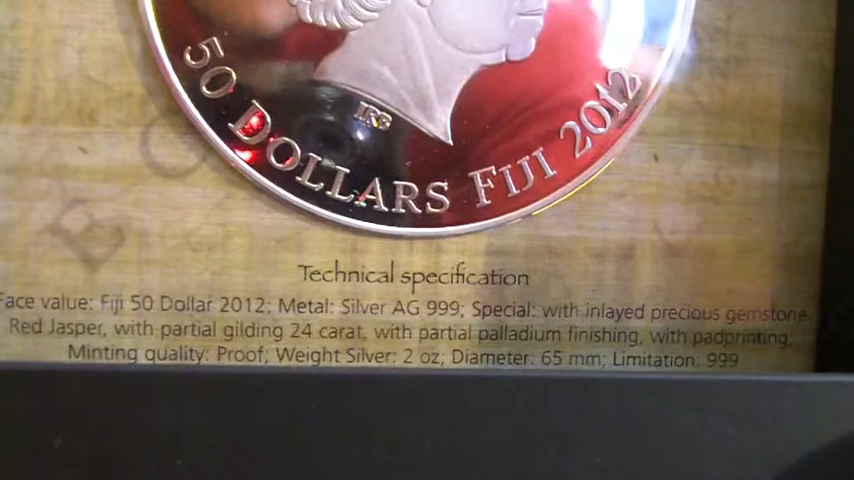 50 DOLLARS FIJI 2012
IRB
EG
Technical specification
Face value: Fiji 50 Dollar 2012; Metal: Silver AG 999; Special: with inlayed precious gemstone
Red Jasper, with partial gilding 24 carat, with partial palladium finishing, with padprinting;
Minting quality: Proof; Weight Silver: 2 oz; Diameter: 65 mm; Limitation: 999